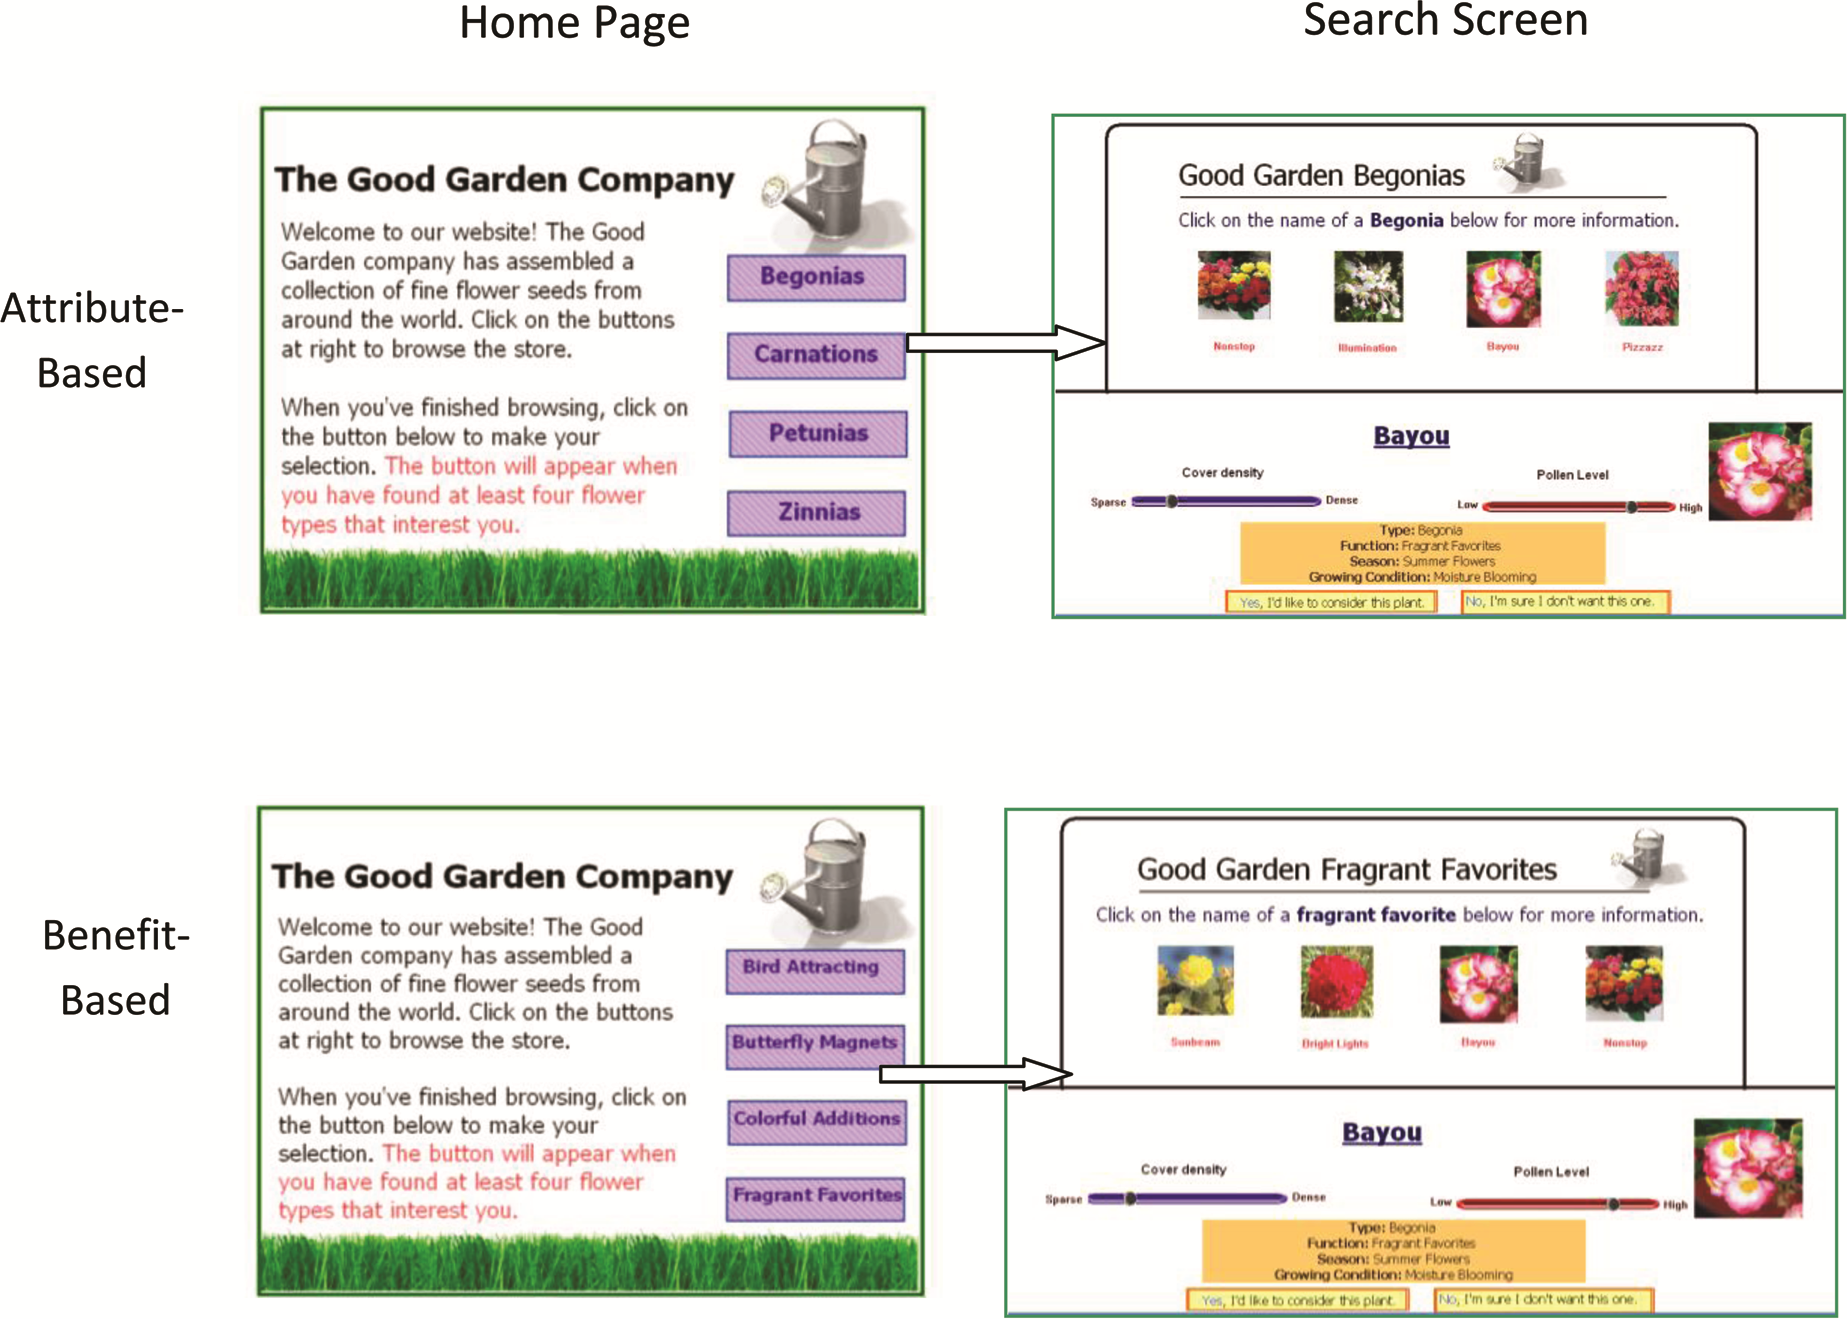 Home Page
Search Screen
Attribute-
Based
The Good Garden Company
Welcome to our website! The Good
Garden company has assembled a
collection of fine flower seeds from
around the world. Click on the buttons
at right to browse the store.
When you've finished browsing, click on
the button below to make your
selection. The button will appear when
you have found at least four flower
types that interest you.
Begonias
Carnations
Petunias
Zinnias
Good Garden Begonias
Click on the name of a Begonia below for more information.
Nonstop
Illumination
Bayou
Pizzazz
Bayou
Cover density
Sparse
Dense
Pollen Level
Low
High
Type: Begonia
Function: Fragrant Favorites
Season: Summer Flowers
Growing Condition: Moisture Blooming
Yes, I'd like to consider this plant.
No, I'm sure I don't want this one.
Benefit-
Based
The Good Garden Company
Welcome to our website! The Good
Garden company has assembled a
collection of fine flower seeds from
around the world. Click on the buttons
at right to browse the store.
When you've finished browsing, click on
the button below to make your
selection. The button will appear when
you have found at least four flower
types that interest you.
Bird Attracting
Butterfly Magnets
Colorful Additions
Fragrant Favorites
Good Garden Fragrant Favorites
Click on the name of a fragrant favorite below for more information.
Sunbeam
Bright Lights
Bayou
Nonstop
Bayou
Cover density
Sparse
Dense
Pollen Level
Low
High
Type: Begonia
Function: Fragrant Favorites
Season: Summer Flowers
Growing Condition: Moisture Blooming
Yes, I'd like to consider this plant.
No, I'm sure I don't want this one.